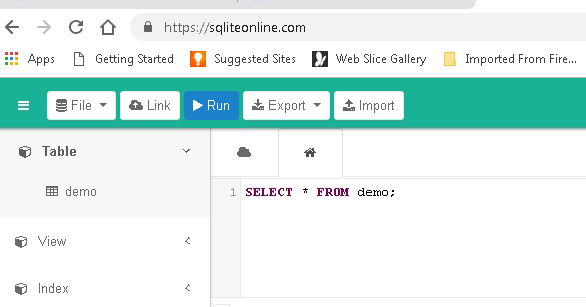 https://sqliteonline.com
Apps Getting Started Suggested Sites Web Slice Gallery Imported From Fire...
File Link Run Export Import
Table
demo
View
Index
1 SELECT * FROM demo;